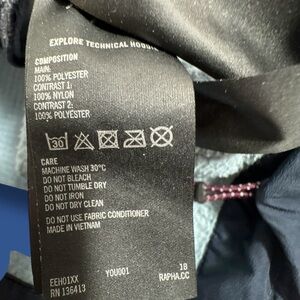 EXPLORE TECHNICAL HOODIE
COMPOSITION
MAIN:
100% POLYESTER
CONTRAST 1:
100% NYLON
CONTRAST 2:
100% POLYESTER
30
CARE
MACHINE WASH 30°C
DO NOT BLEACH
DO NOT TUMBLE DRY
DO NOT IRON
DO NOT DRY CLEAN
DO NOT USE FABRIC CONDITIONER
MADE IN VIETNAM
EEH01XX YOU001 18
RN 136413 RAPHA.CC